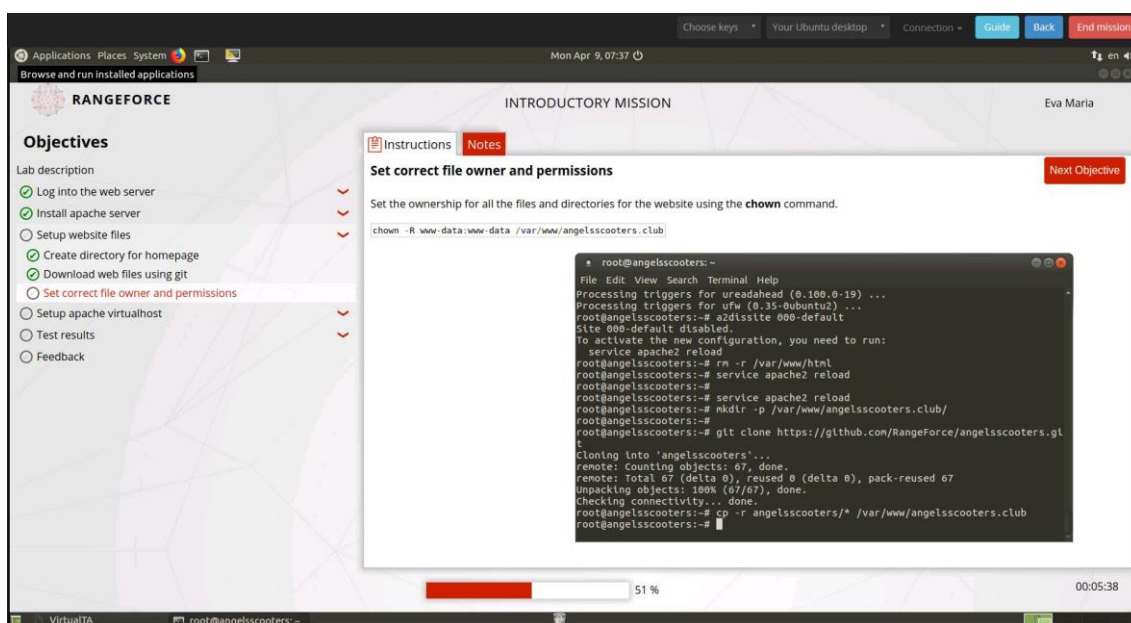 Choose keys
Your Ubuntu desktop
Connection
Guide
Back
End mission
Applications Places System
Mon Apr 9, 07:37
en
Browse and run installed applications
RANGEFORCE
INTRODUCTORY MISSION
Eva Maria
Objectives
Lab description
Log into the web server
Install apache server
Setup website files
Create directory for homepage
Download web files using git
Set correct file owner and permissions
Setup apache virtualhost
Test results
Feedback
Instructions
Notes
Set correct file owner and permissions
Next Objective
Set the ownership for all the files and directories for the website using the chown command.
chown -R www-data:www-data /var/www/angelsscooters.club
root@angelsscooters: ~
File Edit View Search Terminal Help
Processing triggers for ureadahead (0.100.0-19) ...
Processing triggers for ufw (0.35-0ubuntu2) ...
root@angelsscooters:~# a2dissite 000-default
Site 000-default disabled.
To activate the new configuration, you need to run:
service apache2 reload
root@angelsscooters:~# rm -r /var/www/html
root@angelsscooters:~# service apache2 reload
root@angelsscooters:~#
root@angelsscooters:~# service apache2 reload
root@angelsscooters:~# mkdir -p /var/www/angelsscooters.club/
root@angelsscooters:~#
root@angelsscooters:~# git clone https://github.com/RangeForce/angelsscooters.gi
t
Cloning into 'angelsscooters'...
remote: Counting objects: 67, done.
remote: Total 67 (delta 0), reused 0 (delta 0), pack-reused 67
Unpacking objects: 100% (67/67), done.
Checking connectivity... done.
root@angelsscooters:~# cp -r angelsscooters/* /var/www/angelsscooters.club
root@angelsscooters:~#
51 %
00:05:38
VirtualTA
root@angelsscooters: ~